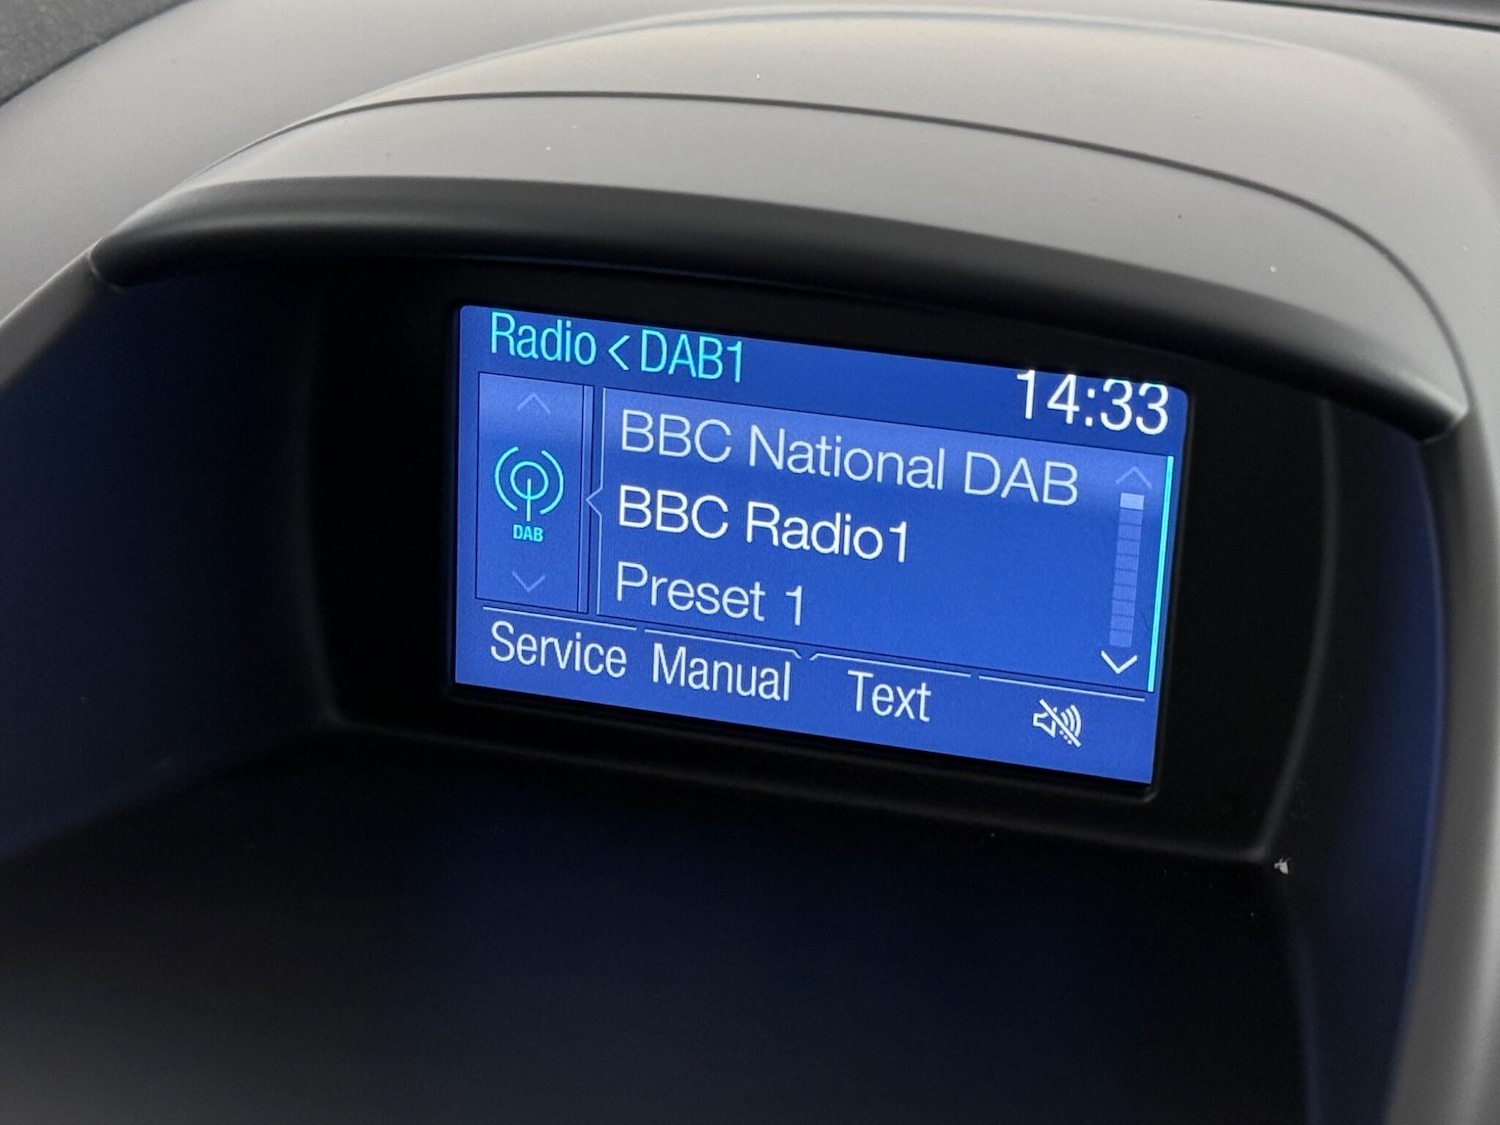 Radio < DAB1
14:33
BBC National DAB
BBC Radio1
DAB
Preset 1
Service Manual Text